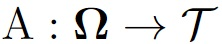 A : 𝛀 → 𝒯